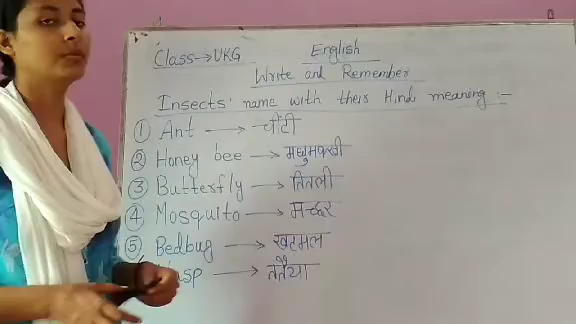 Class→UKG English
Write and Remember
Insects' name with their Hindi meaning :-
① Ant → चींटी
② Honey bee → मधुमक्खी
③ Butterfly → तितली
④ Mosquito → मच्छर
⑤ Bedbug → खटमल
Wasp → ततैया